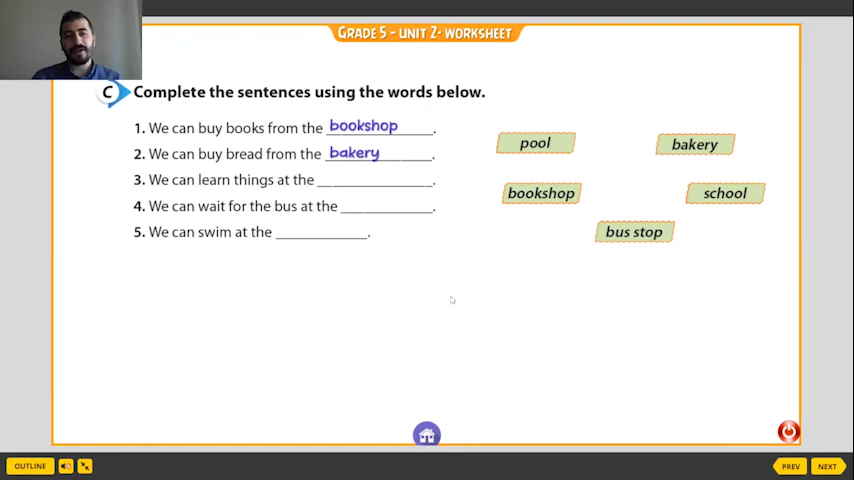 GRADE 5 - UNIT 2- WORKSHEET
C Complete the sentences using the words below.
1. We can buy books from the bookshop.
2. We can buy bread from the bakery.
3. We can learn things at the ____________.
4. We can wait for the bus at the ____________.
5. We can swim at the ____________.
pool
bakery
bookshop
school
bus stop
OUTLINE
PREV
NEXT